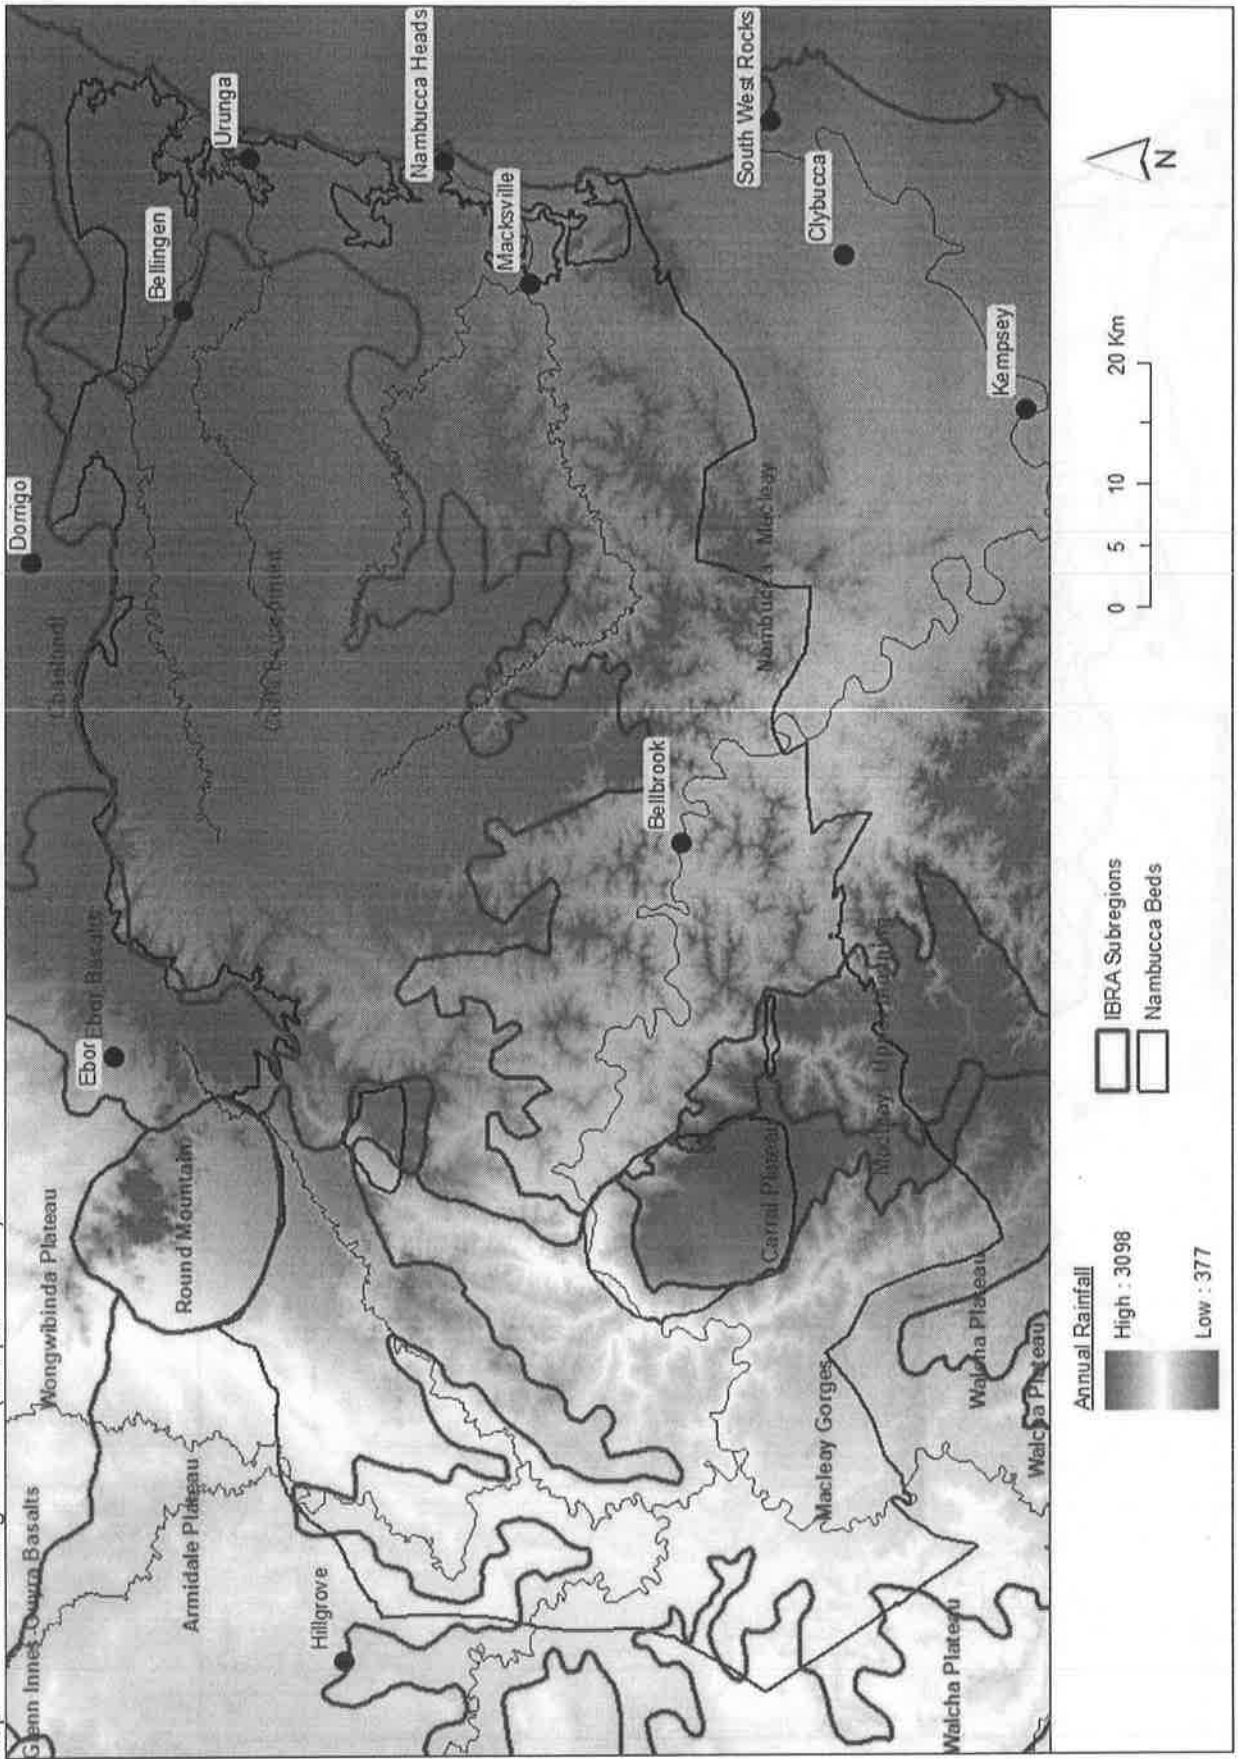 Glenn Innes-Guyra Basalts
Wongwibinda Plateau
Ebor
Ebor Basalts
Dorrigo
Armidale Plateau
Round Mountain
Bellingen
Urunga
Hillgrove
Nambucca Heads
Macksville
Bellbrook
Carrai Plateau
Nambucca Macleay
South West Rocks
Clybucca
Macleay Gorges
Walcha Plateau
Walcha Plateau
Walcha Plateau
Kempsey
Annual Rainfall
High : 3098
Low : 377
IBRA Subregions
Nambucca Beds
0 5 10 20 Km
N